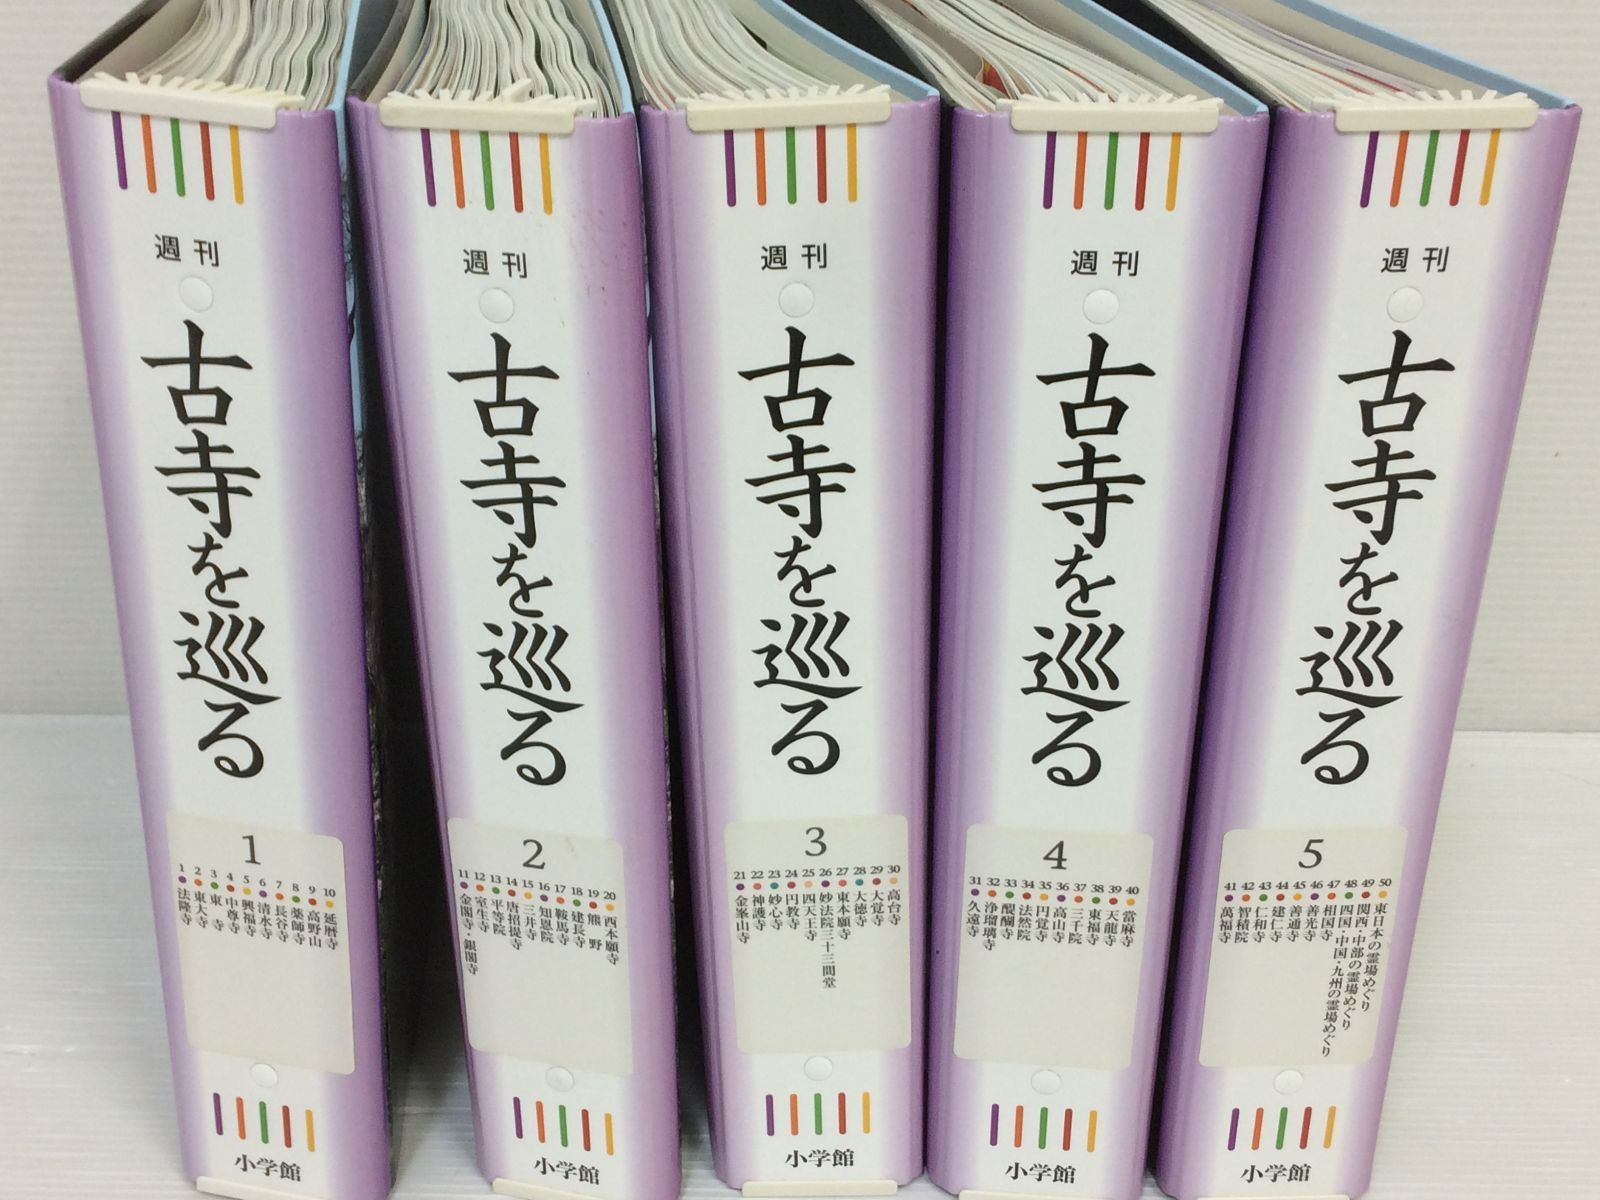 週刊
古寺を巡る
1
1 法隆寺
2 東大寺
3 東寺
4 中尊寺
5 興福寺
6 清水寺
7 長谷寺
8 薬師寺
9 高野山
10 延暦寺
小学館
週刊
古寺を巡る
2
11 金閣寺・銀閣寺
12 室生寺
13 平等院
14 唐招提寺
15 三井寺
16 知恩院
17 鞍馬寺
18 建長寺
19 熊野
20 西本願寺
小学館
週刊
古寺を巡る
3
21 金峯山寺
22 神護寺
23 妙心寺
24 円教寺
25 四天王寺
26 妙法院三十三間堂
27 東本願寺
28 大徳寺
29 大覚寺
30 高台寺
小学館
週刊
古寺を巡る
4
31 久遠寺
32 浄瑠璃寺
33 醍醐寺
34 法然院
35 円覚寺
36 高山寺
37 三千院
38 東福寺
39 天龍寺
40 當麻寺
小学館
週刊
古寺を巡る
5
41 萬福寺
42 智積院
43 仁和寺
44 建仁寺
45 善通寺
46 善光寺
47 相国寺
48 四国・中国・九州の霊場めぐり
49 関西・中部の霊場めぐり
50 東日本の霊場めぐり
小学館